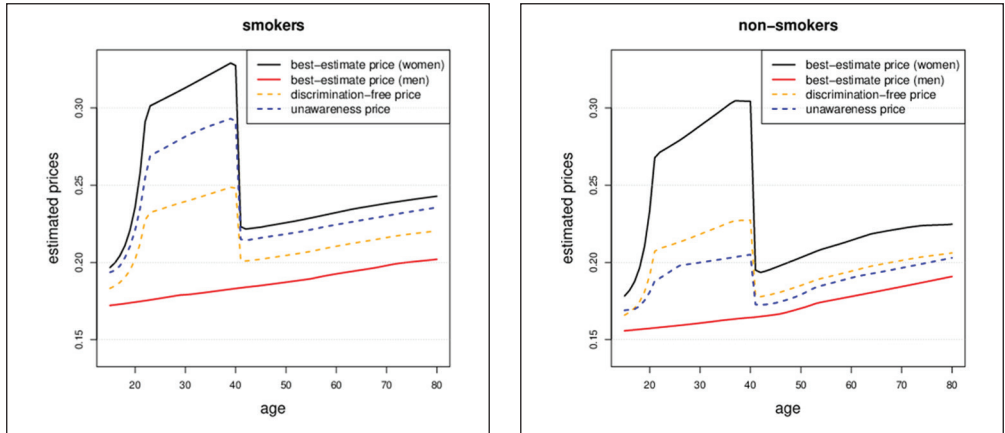 smokers
best-estimate price (women)
best-estimate price (men)
discrimination-free price
unawareness price
estimated prices
0.30
0.25
0.20
0.15
20 30 40 50 60 70 80
age
non-smokers
best-estimate price (women)
best-estimate price (men)
discrimination-free price
unawareness price
estimated prices
0.30
0.25
0.20
0.15
20 30 40 50 60 70 80
age